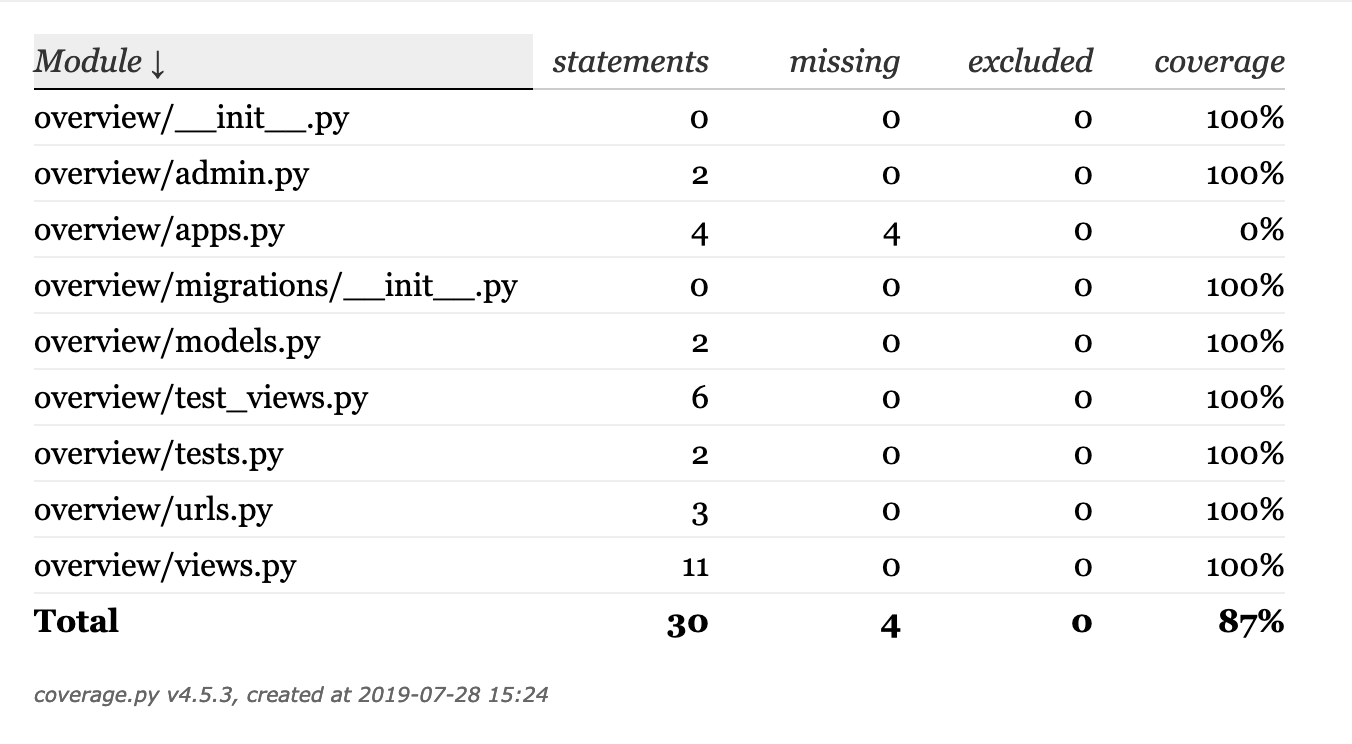 Module ↓ statements missing excluded coverage
overview/__init__.py 0 0 0 100%
overview/admin.py 2 0 0 100%
overview/apps.py 4 4 0 0%
overview/migrations/__init__.py 0 0 0 100%
overview/models.py 2 0 0 100%
overview/test_views.py 6 0 0 100%
overview/tests.py 2 0 0 100%
overview/urls.py 3 0 0 100%
overview/views.py 11 0 0 100%
Total 30 4 0 87%
coverage.py v4.5.3, created at 2019-07-28 15:24